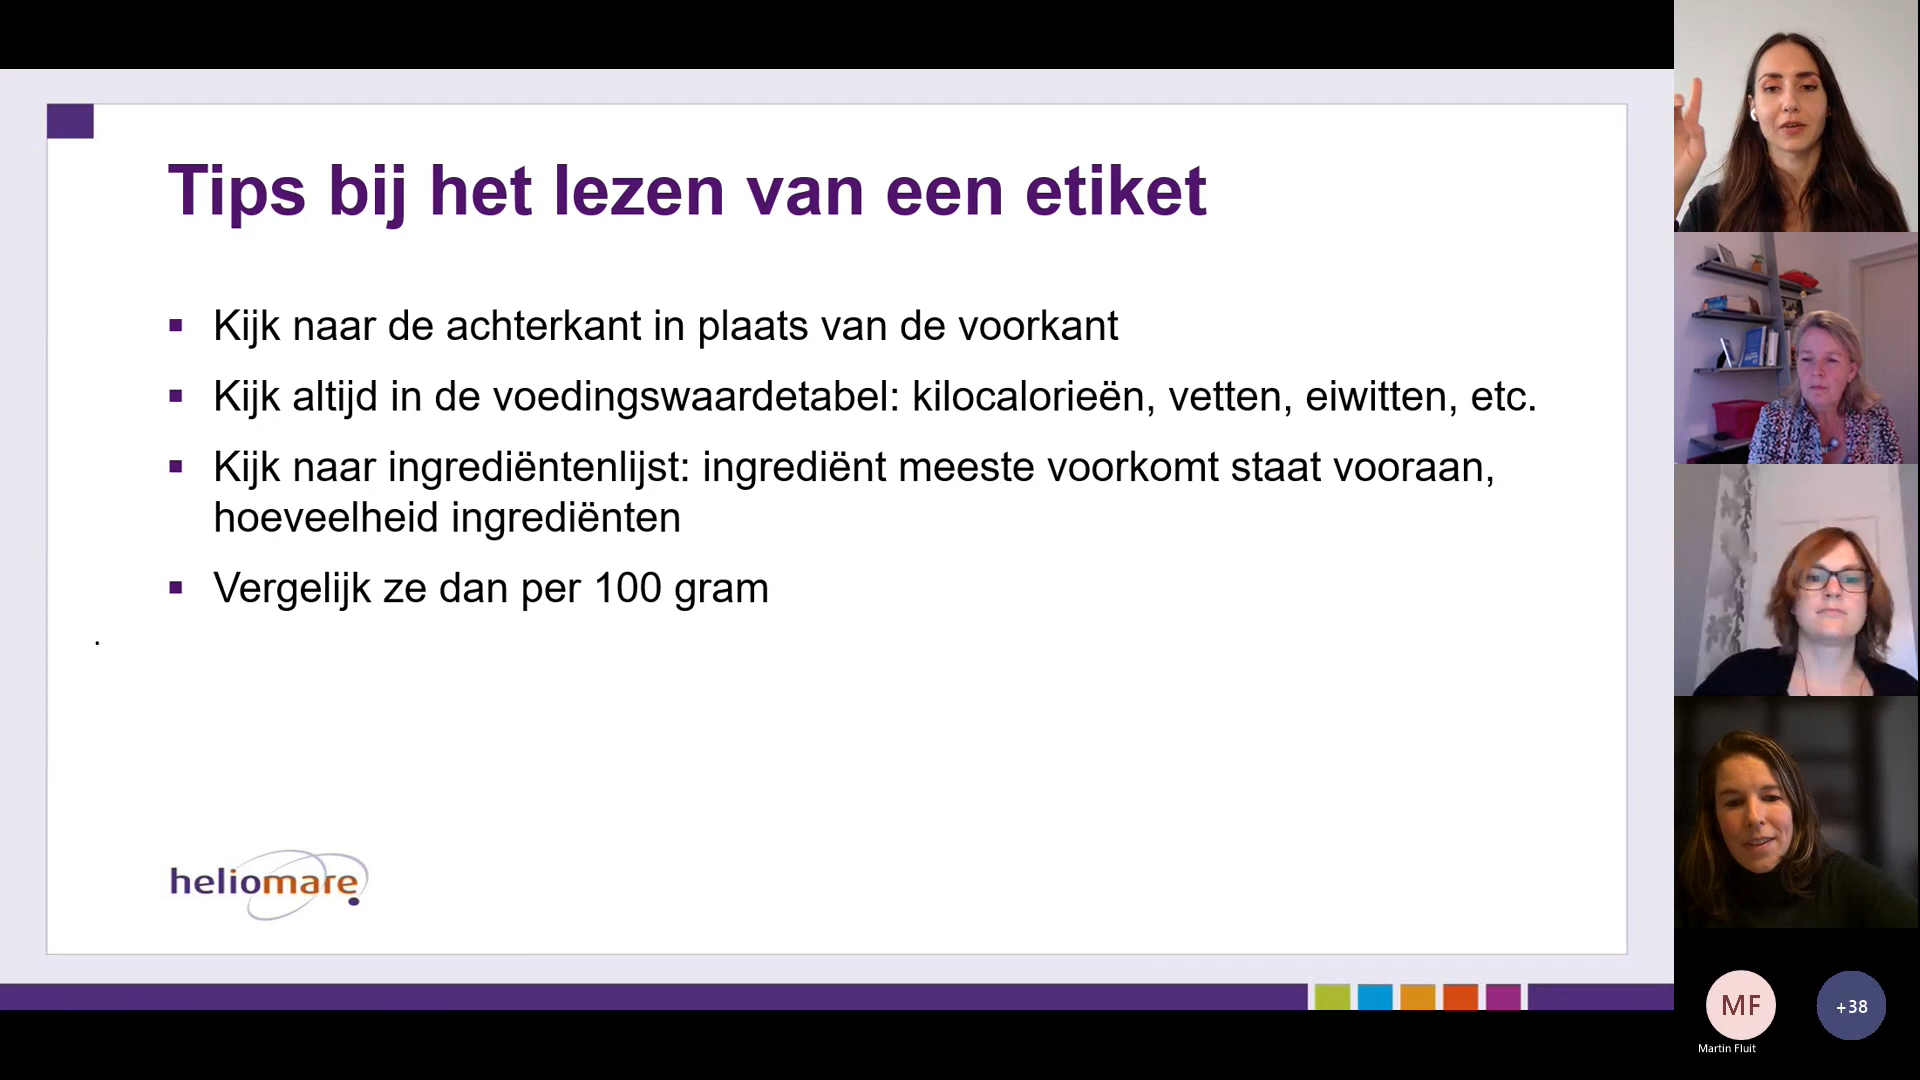 Tips bij het lezen van een etiket
Kijk naar de achterkant in plaats van de voorkant
Kijk altijd in de voedingswaardetabel: kilocalorieën, vetten, eiwitten, etc.
Kijk naar ingrediëntenlijst: ingrediënt meeste voorkomt staat vooraan,
hoeveelheid ingrediënten
Vergelijk ze dan per 100 gram
.
heliomare
MF
+38
Martin Fluit